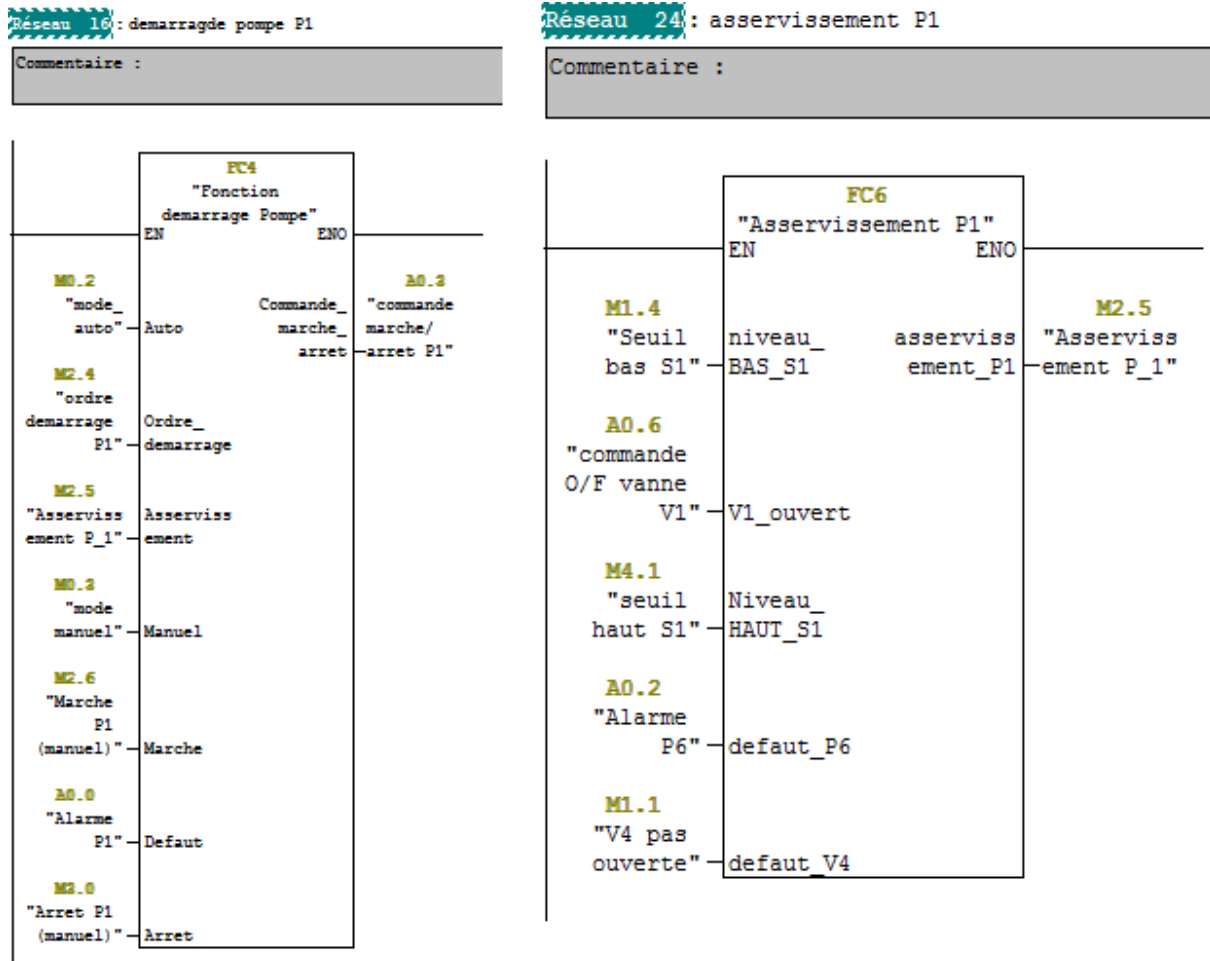 Réseau 16 : demarragde pompe P1
Commentaire :
FC4
"Fonction
demarrage Pompe"
EN ENO
M0.2
"mode_
auto" Auto
Commande_
marche_
arret
A0.3
"commande
marche/
arret P1"
M2.4
"ordre
demarrage
P1"
Ordre_
demarrage
M2.5
"Asserviss
ement P_1"
Asserviss
ement
M0.3
"mode
manuel" Manuel
M2.6
"Marche
P1
(manuel)" Marche
A0.0
"Alarme
P1" Defaut
M3.0
"Arret P1
(manuel)" Arret
Réseau 24 : asservissement P1
Commentaire :
FC6
"Asservissement P1"
EN ENO
M1.4
"Seuil
bas S1"
niveau_
BAS_S1
asserviss
ement_P1
M2.5
"Asserviss
ement P_1"
A0.6
"commande
O/F vanne
V1" V1_ouvert
M4.1
"seuil
haut S1"
Niveau_
HAUT_S1
A0.2
"Alarme
P6" defaut_P6
M1.1
"V4 pas
ouverte" defaut_V4